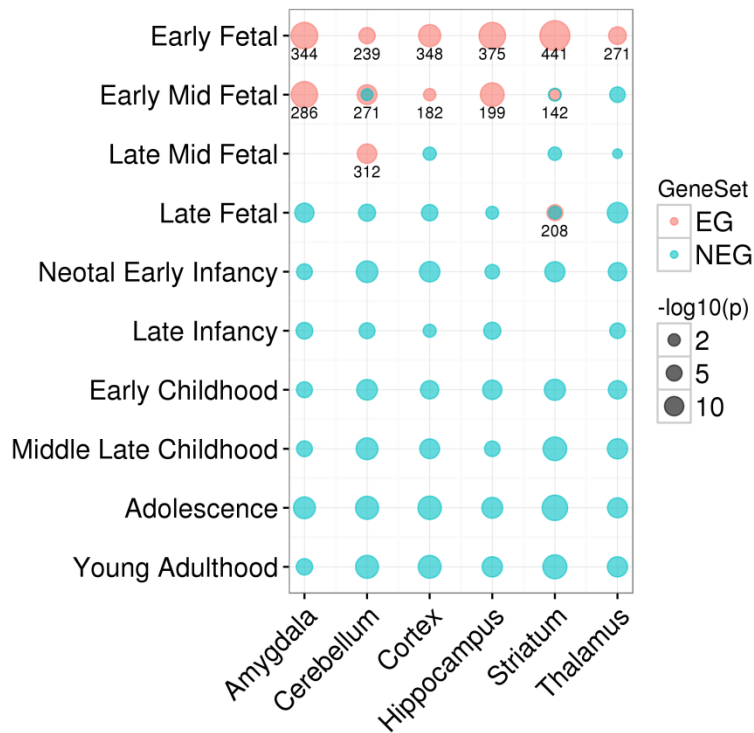 Early Fetal
344 239 348 375 441 271
Early Mid Fetal
286 271 182 199 142
Late Mid Fetal
312
Late Fetal
208
Neotal Early Infancy
Late Infancy
Early Childhood
Middle Late Childhood
Adolescence
Young Adulthood
Amygdala
Cerebellum
Cortex
Hippocampus
Striatum
Thalamus
GeneSet
EG
NEG
-log10(p)
2
5
10